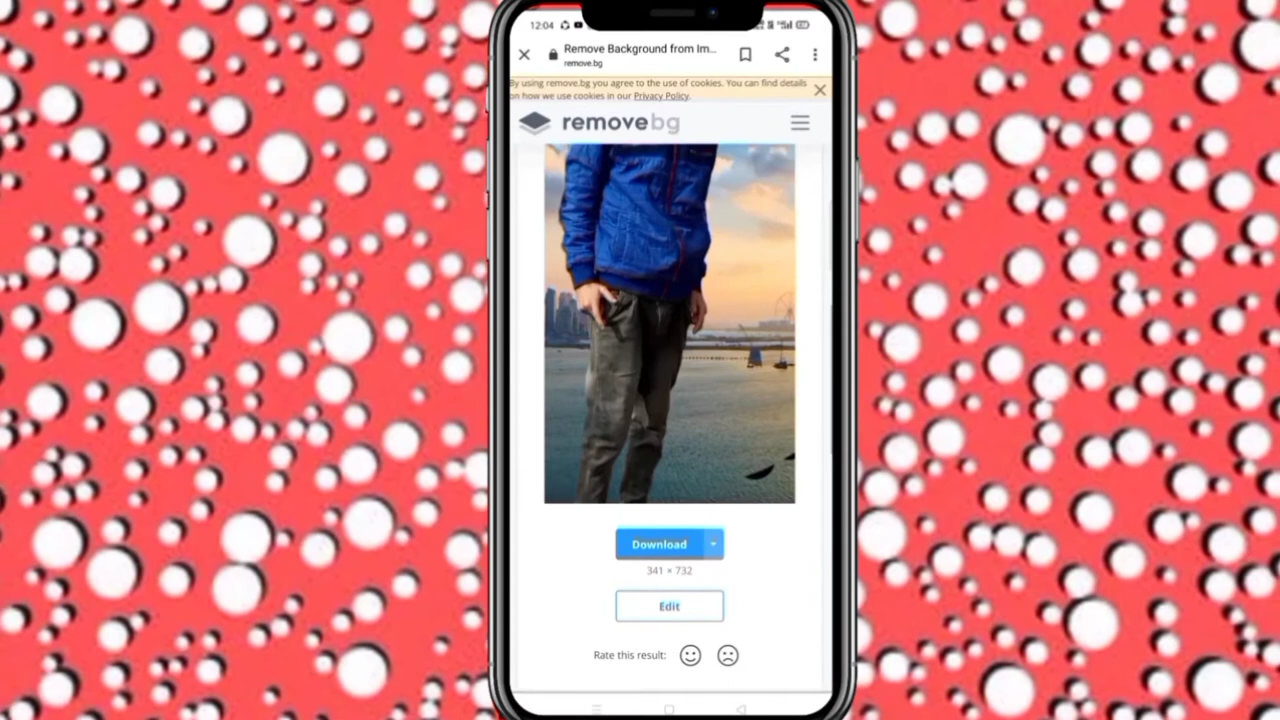 12:04
Remove Background from Im...
remove.bg
By using remove.bg you agree to the use of cookies. You can find details
on how we use cookies in our Privacy Policy.
removebg
Download
341 × 732
Edit
Rate this result: